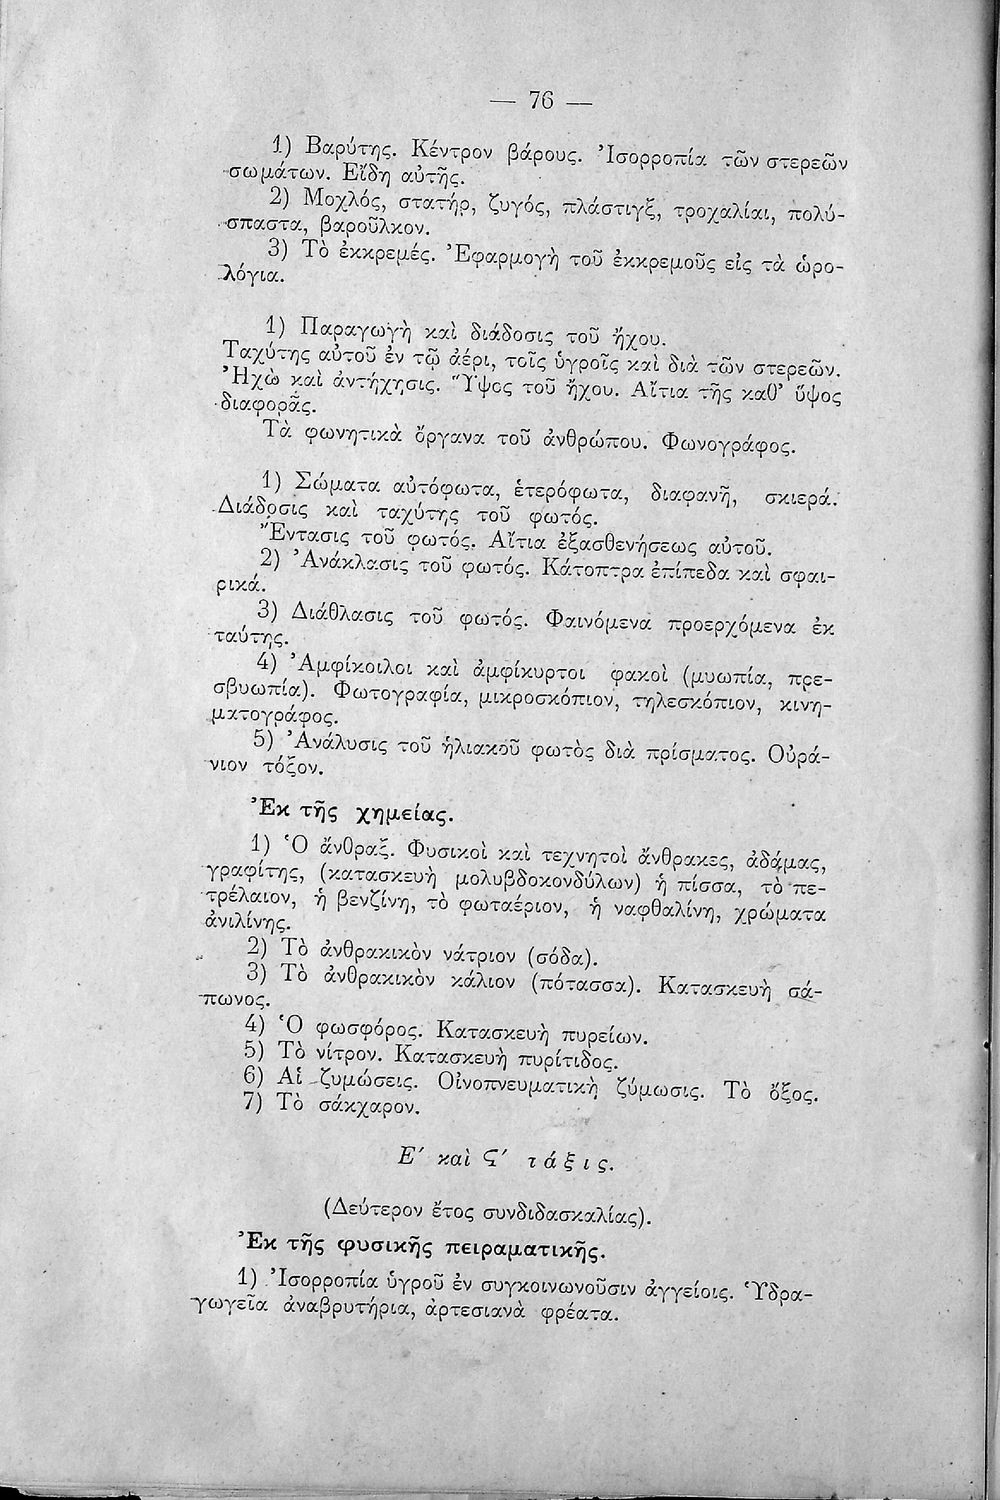 — 76 —
1) Βαρύτης. Κέντρον βάρους. Ἰσορροπία τῶν στερεῶν
σωμάτων. Εἴδη αὐτῆς.
2) Μοχλός, στατήρ, ζυγός, πλάστιγξ, τροχαλίαι, πολύ-
σπαστα, βαροῦλκον.
3) Τὸ ἐκκρεμές. Ἐφαρμογὴ τοῦ ἐκκρεμοῦς εἰς τὰ ὡρο-
λόγια.
1) Παραγωγὴ καὶ διάδοσις τοῦ ἤχου.
Ταχύτης αὐτοῦ ἐν τῷ ἀέρι, τοῖς ὑγροῖς καὶ διὰ τῶν στερεῶν.
Ἠχὼ καὶ ἀντήχησις. Ὕψος τοῦ ἤχου. Αἴτια τῆς καθ’ ὕψος
διαφορᾶς.
Τὰ φωνητικὰ ὄργανα τοῦ ἀνθρώπου. Φωνογράφος.
1) Σώματα αὐτόφωτα, ἑτερόφωτα, διαφανῆ, σκιερά.
Διάδοσις καὶ ταχύτης τοῦ φωτός.
Ἔντασις τοῦ φωτός. Αἴτια ἐξασθενήσεως αὐτοῦ.
2) Ἀνάκλασις τοῦ φωτός. Κάτοπτρα ἐπίπεδα καὶ σφαι-
ρικά.
3) Διάθλασις τοῦ φωτός. Φαινόμενα προερχόμενα ἐκ
ταύτης.
4) Ἀμφίκοιλοι καὶ ἀμφίκυρτοι φακοὶ (μυωπία, πρε-
σβυωπία). Φωτογραφία, μικροσκόπιον, τηλεσκόπιον, κινη-
ματογράφος.
5) Ἀνάλυσις τοῦ ἡλιακοῦ φωτὸς διὰ πρίσματος. Οὐρά-
νιον τόξον.
Ἐκ τῆς χημείας.
1) Ὁ ἄνθραξ. Φυσικοὶ καὶ τεχνητοὶ ἄνθρακες, ἀδάμας,
γραφίτης, (κατασκευὴ μολυβδοκονδύλων) ἡ πίσσα, τὸ πε-
τρέλαιον, ἡ βενζίνη, τὸ φωταέριον, ἡ ναφθαλίνη, χρώματα
ἀνιλίνης.
2) Τὸ ἀνθρακικὸν νάτριον (σόδα).
3) Τὸ ἀνθρακικὸν κάλιον (πότασσα). Κατασκευὴ σά-
πωνος.
4) Ὁ φωσφόρος. Κατασκευὴ πυρείων.
5) Τὸ νίτρον. Κατασκευὴ πυρίτιδος.
6) Αἱ ζυμώσεις. Οἰνοπνευματικὴ ζύμωσις. Τὸ ὄξος.
7) Τὸ σάκχαρον.
Ε′ καὶ Ϛ′ τάξις.
(Δεύτερον ἔτος συνδιδασκαλίας).
Ἐκ τῆς φυσικῆς πειραματικῆς.
1) Ἰσορροπία ὑγροῦ ἐν συγκοινωνοῦσιν ἀγγείοις. Ὑδρα-
γωγεῖα ἀναβρυτήρια, ἀρτεσιανὰ φρέατα.